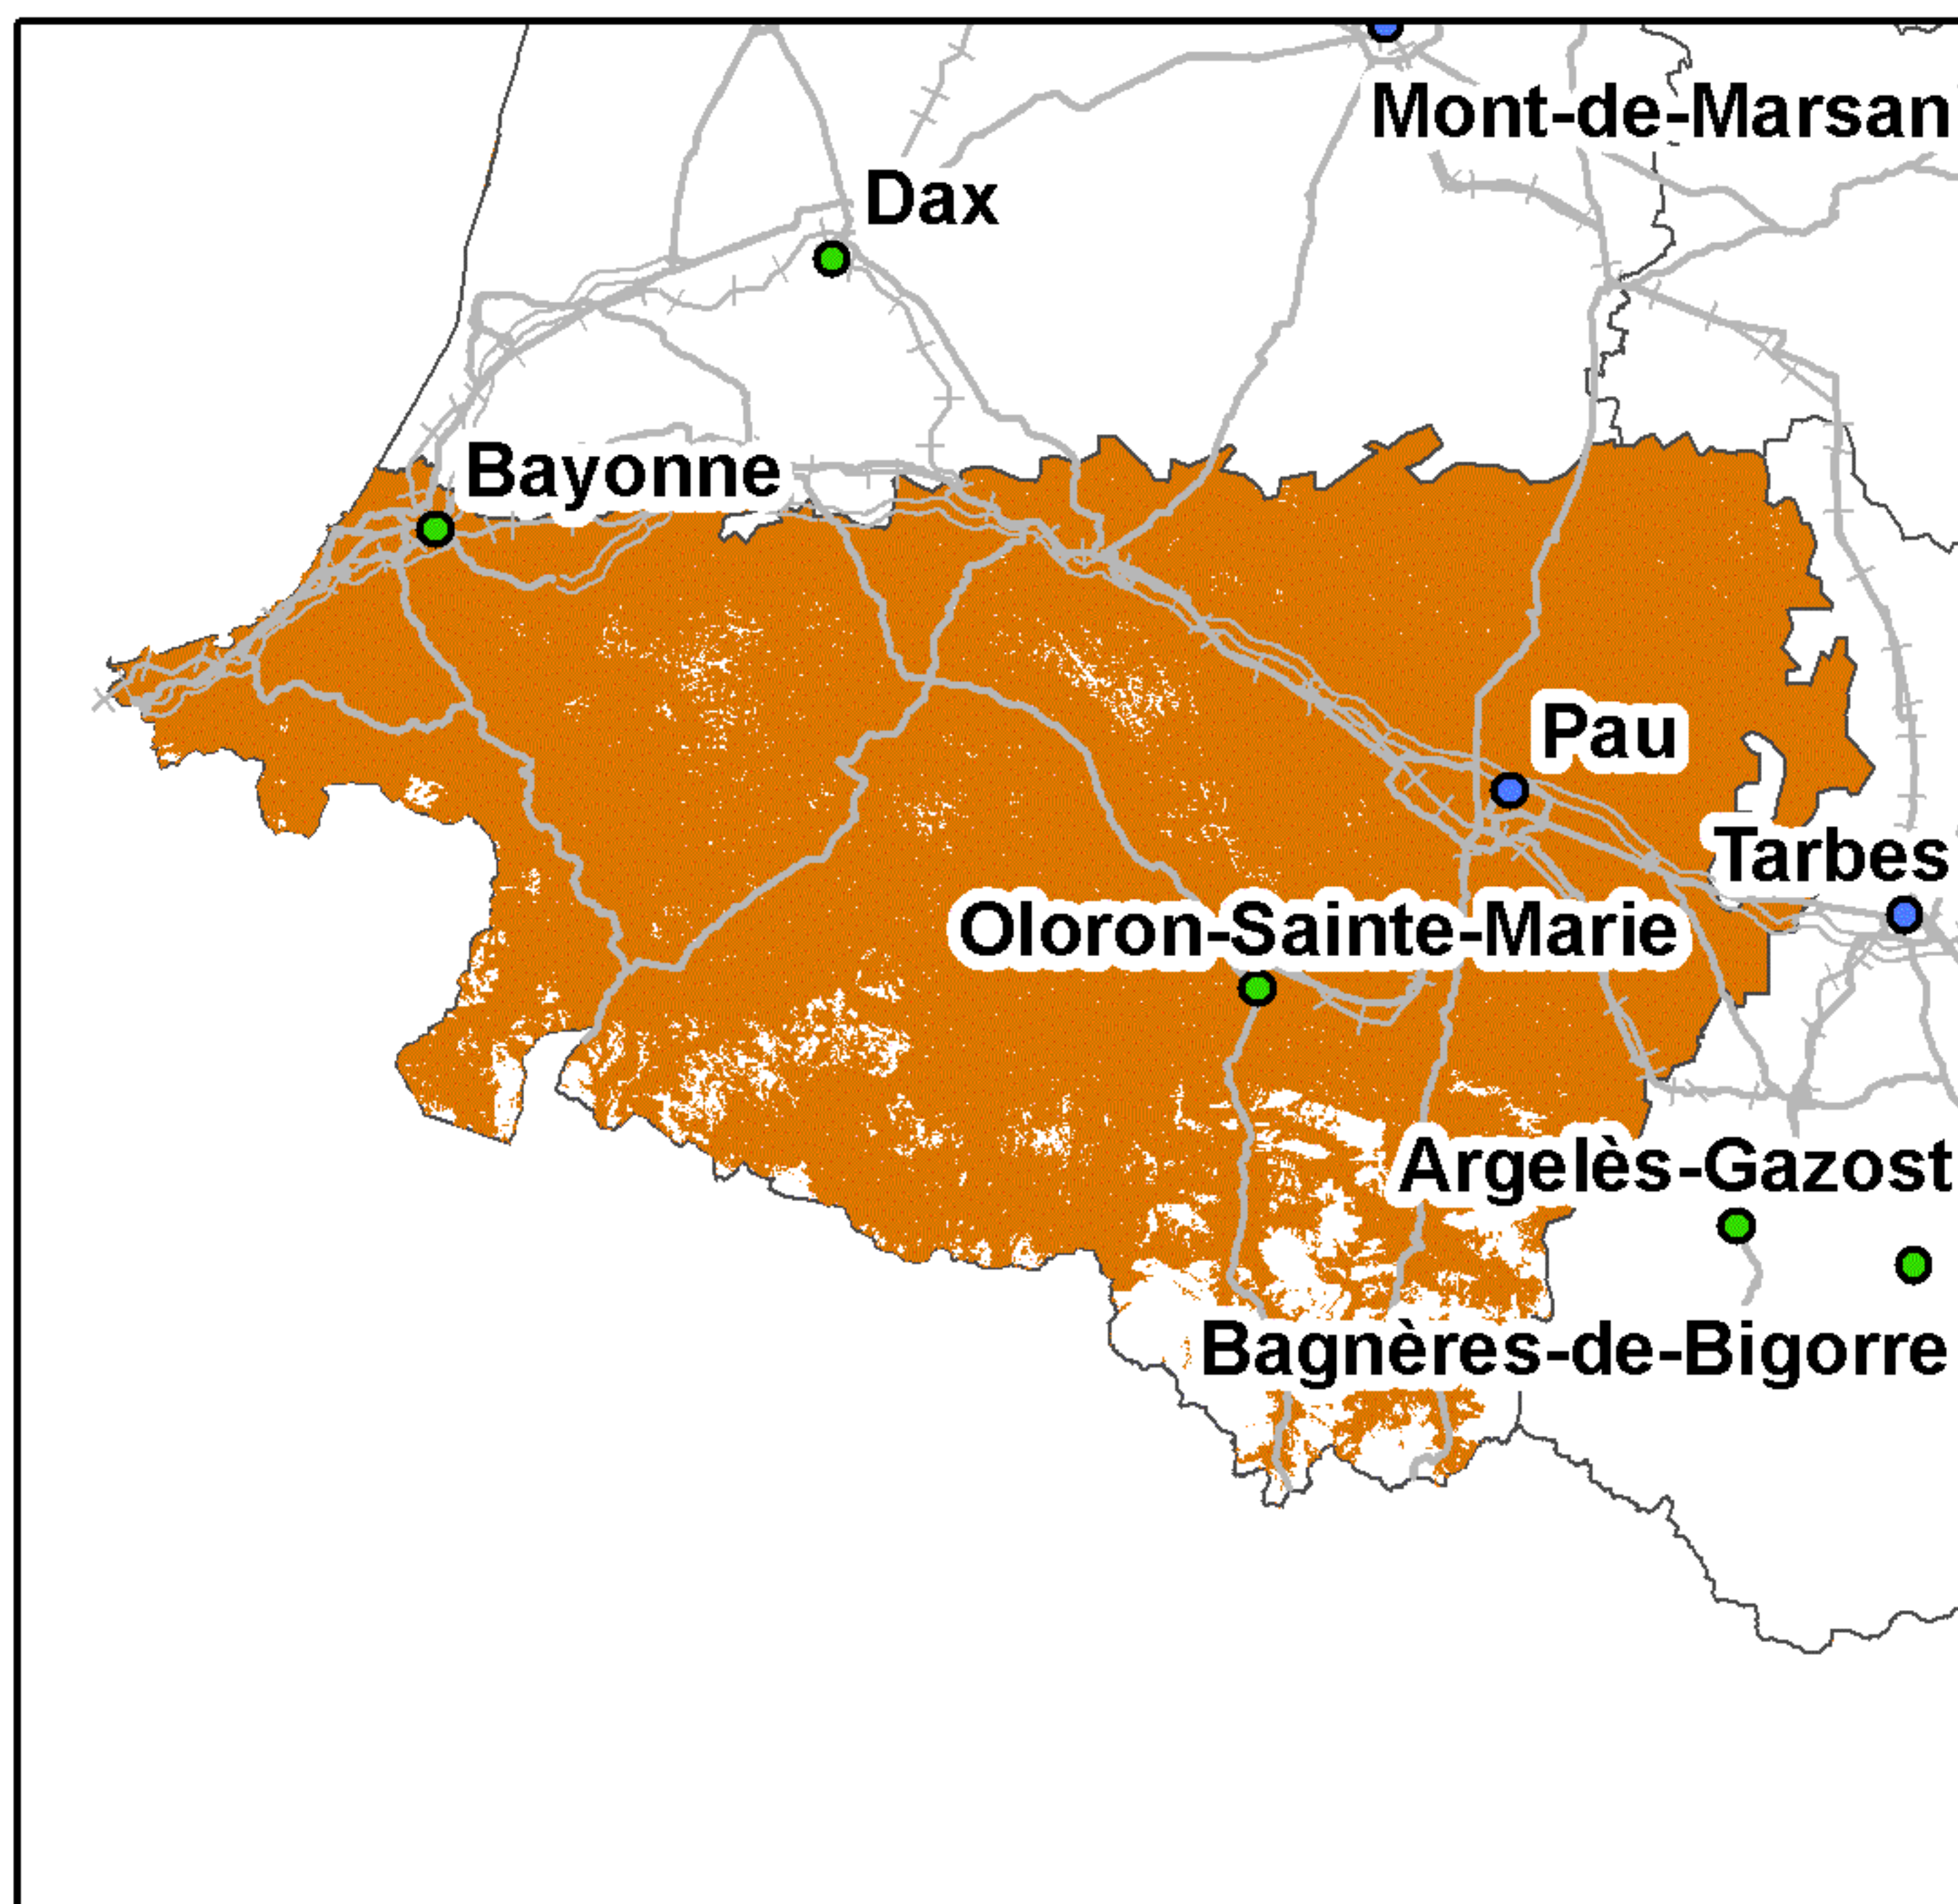 Mont-de-Marsan
Dax
Bayonne
Pau
Tarbes
Oloron-Sainte-Marie
Argelès-Gazost
Bagnères-de-Bigorre